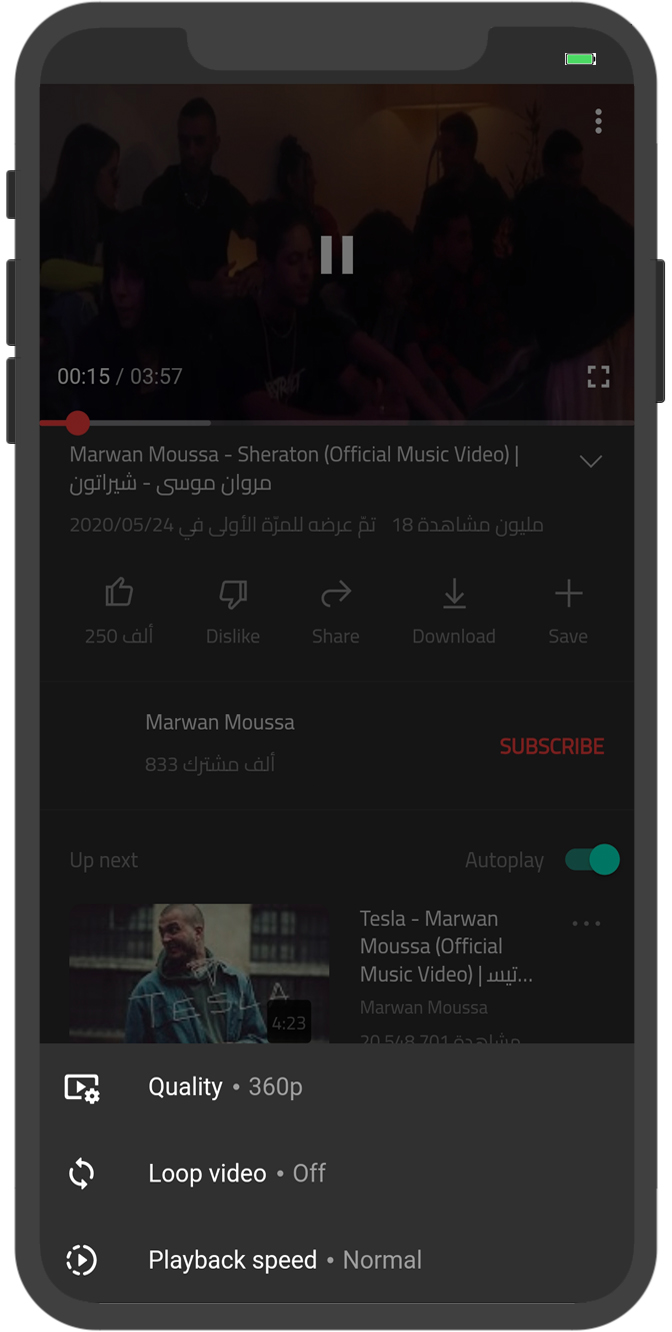 00:15 / 03:57
Marwan Moussa - Sheraton (Official Music Video) |
مروان موسى - شيراتون
18 مليون مشاهدة تمّ عرضه للمرّة الأولى في 2020/05/24
250 ألف
Dislike
Share
Download
Save
Marwan Moussa
833 ألف مشترك
SUBSCRIBE
Up next
Autoplay
TESLA
4:23
Tesla - Marwan
Moussa (Official
Music Video) | تيسـ...
Marwan Moussa
20,548,701 مشاهدة
Quality • 360p
Loop video • Off
Playback speed • Normal